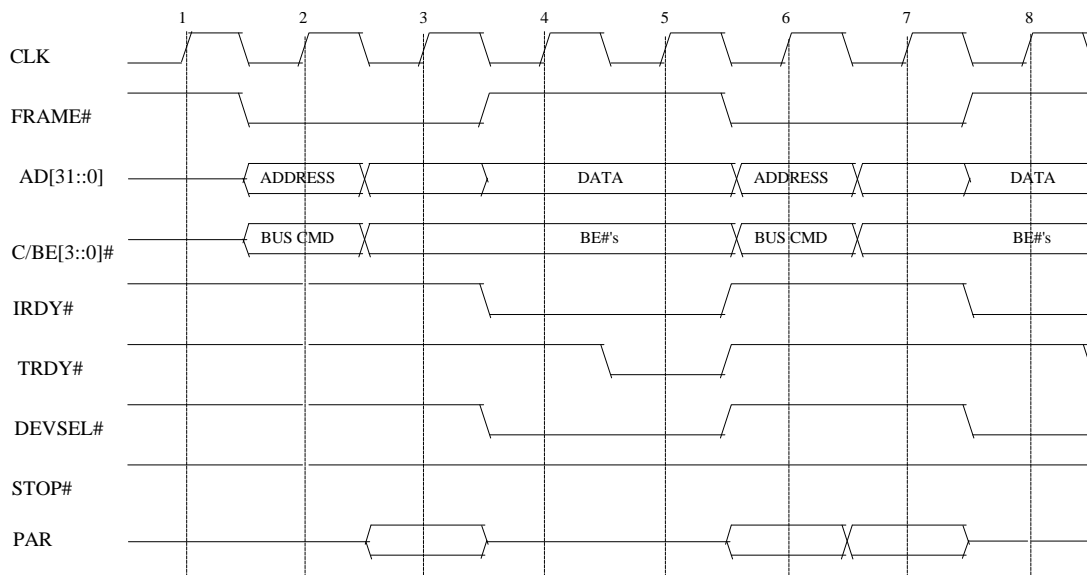 1 2 3 4 5 6 7 8
CLK
FRAME#
AD[31::0] ADDRESS DATA ADDRESS DATA
C/BE[3::0]# BUS CMD BE#'s BUS CMD BE#'s
IRDY#
TRDY#
DEVSEL#
STOP#
PAR